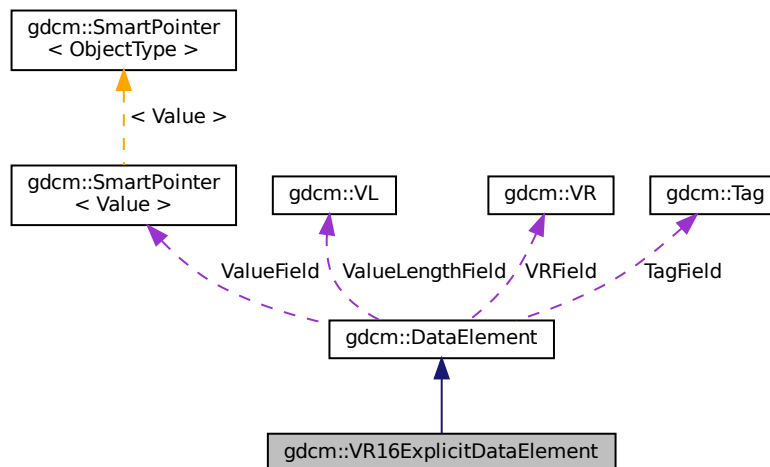 gdcm::SmartPointer
< ObjectType >
< Value >
gdcm::SmartPointer
< Value >
gdcm::VL
gdcm::VR
gdcm::Tag
ValueField
ValueLengthField
VRField
TagField
gdcm::DataElement
gdcm::VR16ExplicitDataElement